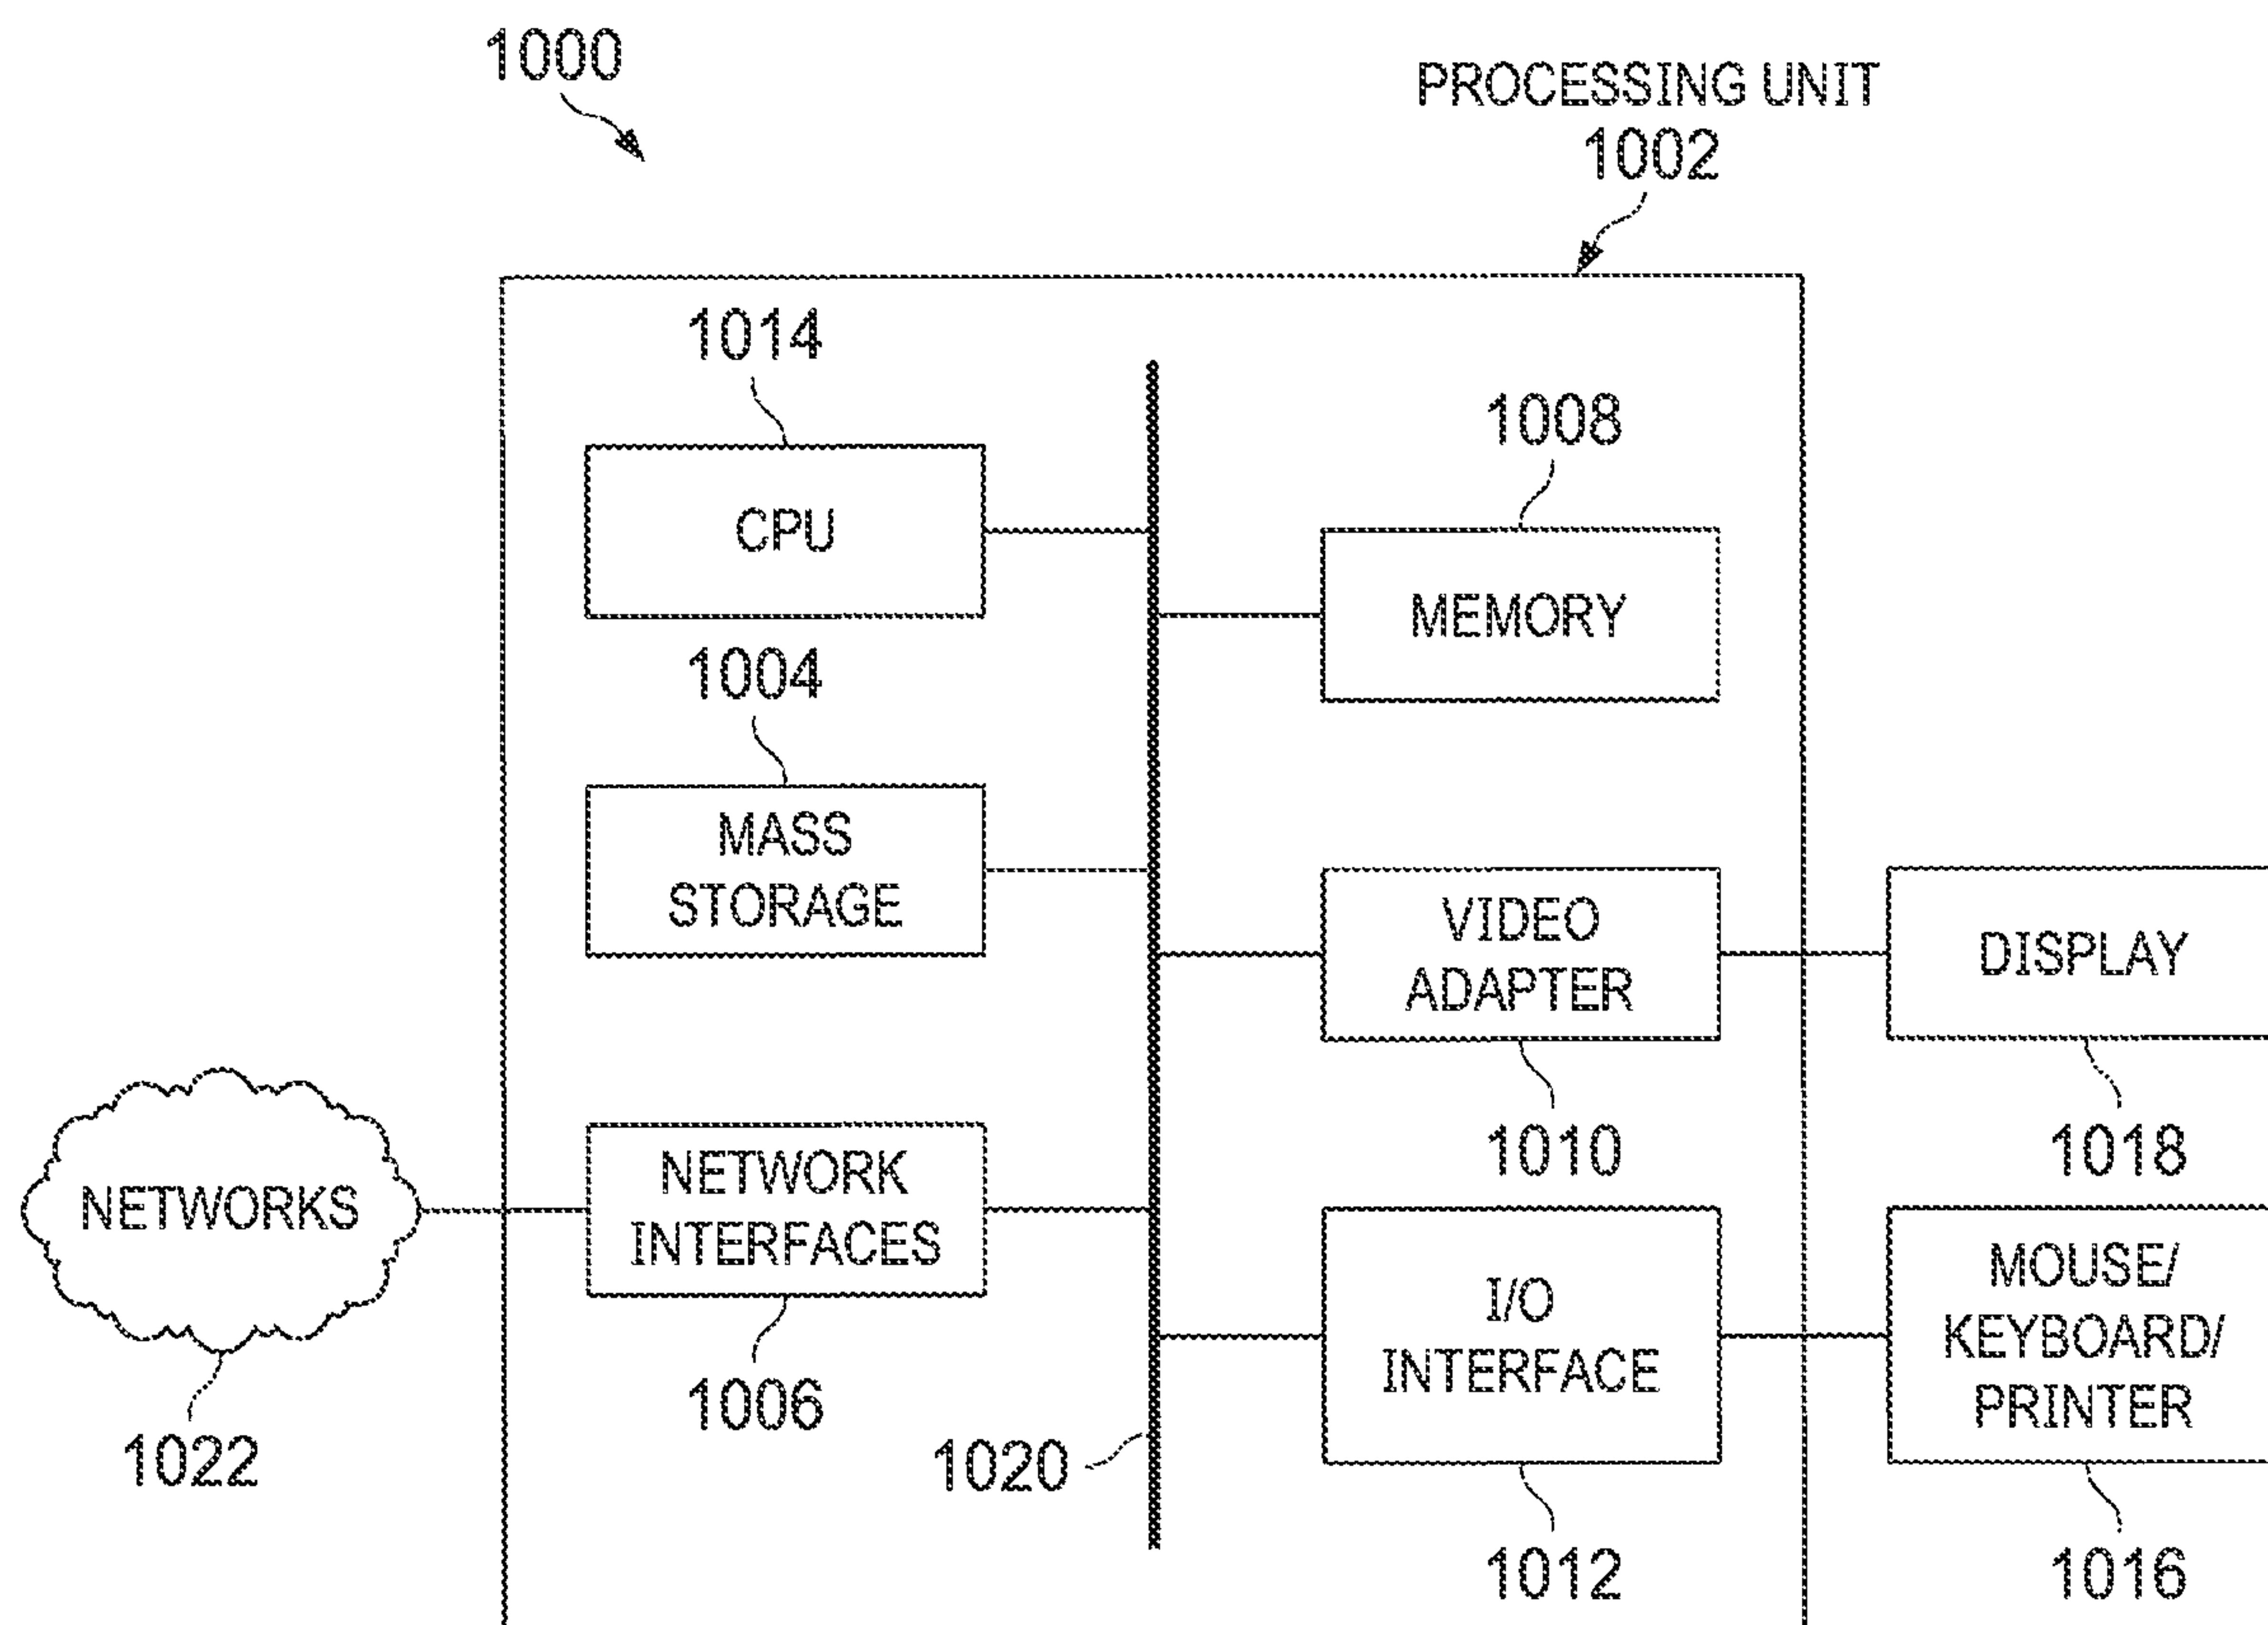 1000
PROCESSING UNIT
1002
1014
CPU
1008
MEMORY
1004
MASS
STORAGE
VIDEO
ADAPTER
1010
DISPLAY
1018
NETWORKS
1022
NETWORK
INTERFACES
1006
1020
I/O
INTERFACE
1012
MOUSE/
KEYBOARD/
PRINTER
1016